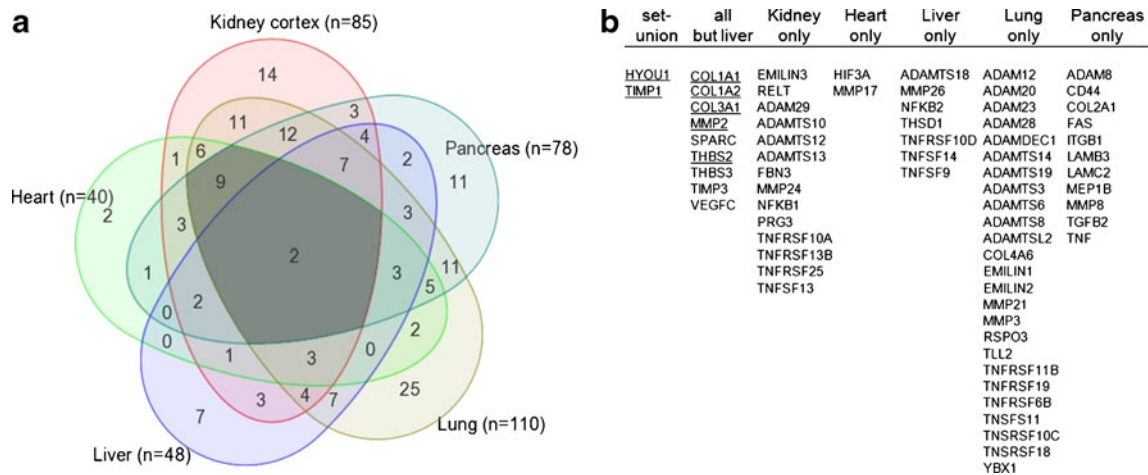 a
Kidney cortex (n=85)
14
3
11
12
4
2
Pancreas (n=78)
1
6
7
9
11
Heart (n=40)
2
3
3
2
1
3
11
5
2
0
0
2
1
3
0
25
3
4
7
7
Lung (n=110)
Liver (n=48)
b
set-union all but liver Kidney only Heart only Liver only Lung only Pancreas only
HYOU1 COL1A1 EMILIN3 HIF3A ADAMTS18 ADAM12 ADAM8
TIMP1 COL1A2 RELT MMP17 MMP26 ADAM20 CD44
COL3A1 ADAM29 NFKB2 ADAM23 COL2A1
MMP2 ADAMTS10 THSD1 ADAM28 FAS
SPARC ADAMTS12 TNFRSF10D ADAMDEC1 ITGB1
THBS2 ADAMTS13 TNFSF14 ADAMTS14 LAMB3
THBS3 FBN3 TNFSF9 ADAMTS19 LAMC2
TIMP3 MMP24 ADAMTS3 MEP1B
VEGFC NFKB1 ADAMTS6 MMP8
PRG3 ADAMTS8 TGFB2
TNFRSF10A ADAMTSL2 TNF
TNFRSF13B COL4A6
TNFRSF25 EMILIN1
TNFSF13 EMILIN2
MMP21
MMP3
RSPO3
TLL2
TNFRSF11B
TNFRSF19
TNFRSF6B
TNSFS11
TNSRSF10C
TNSRSF18
YBX1